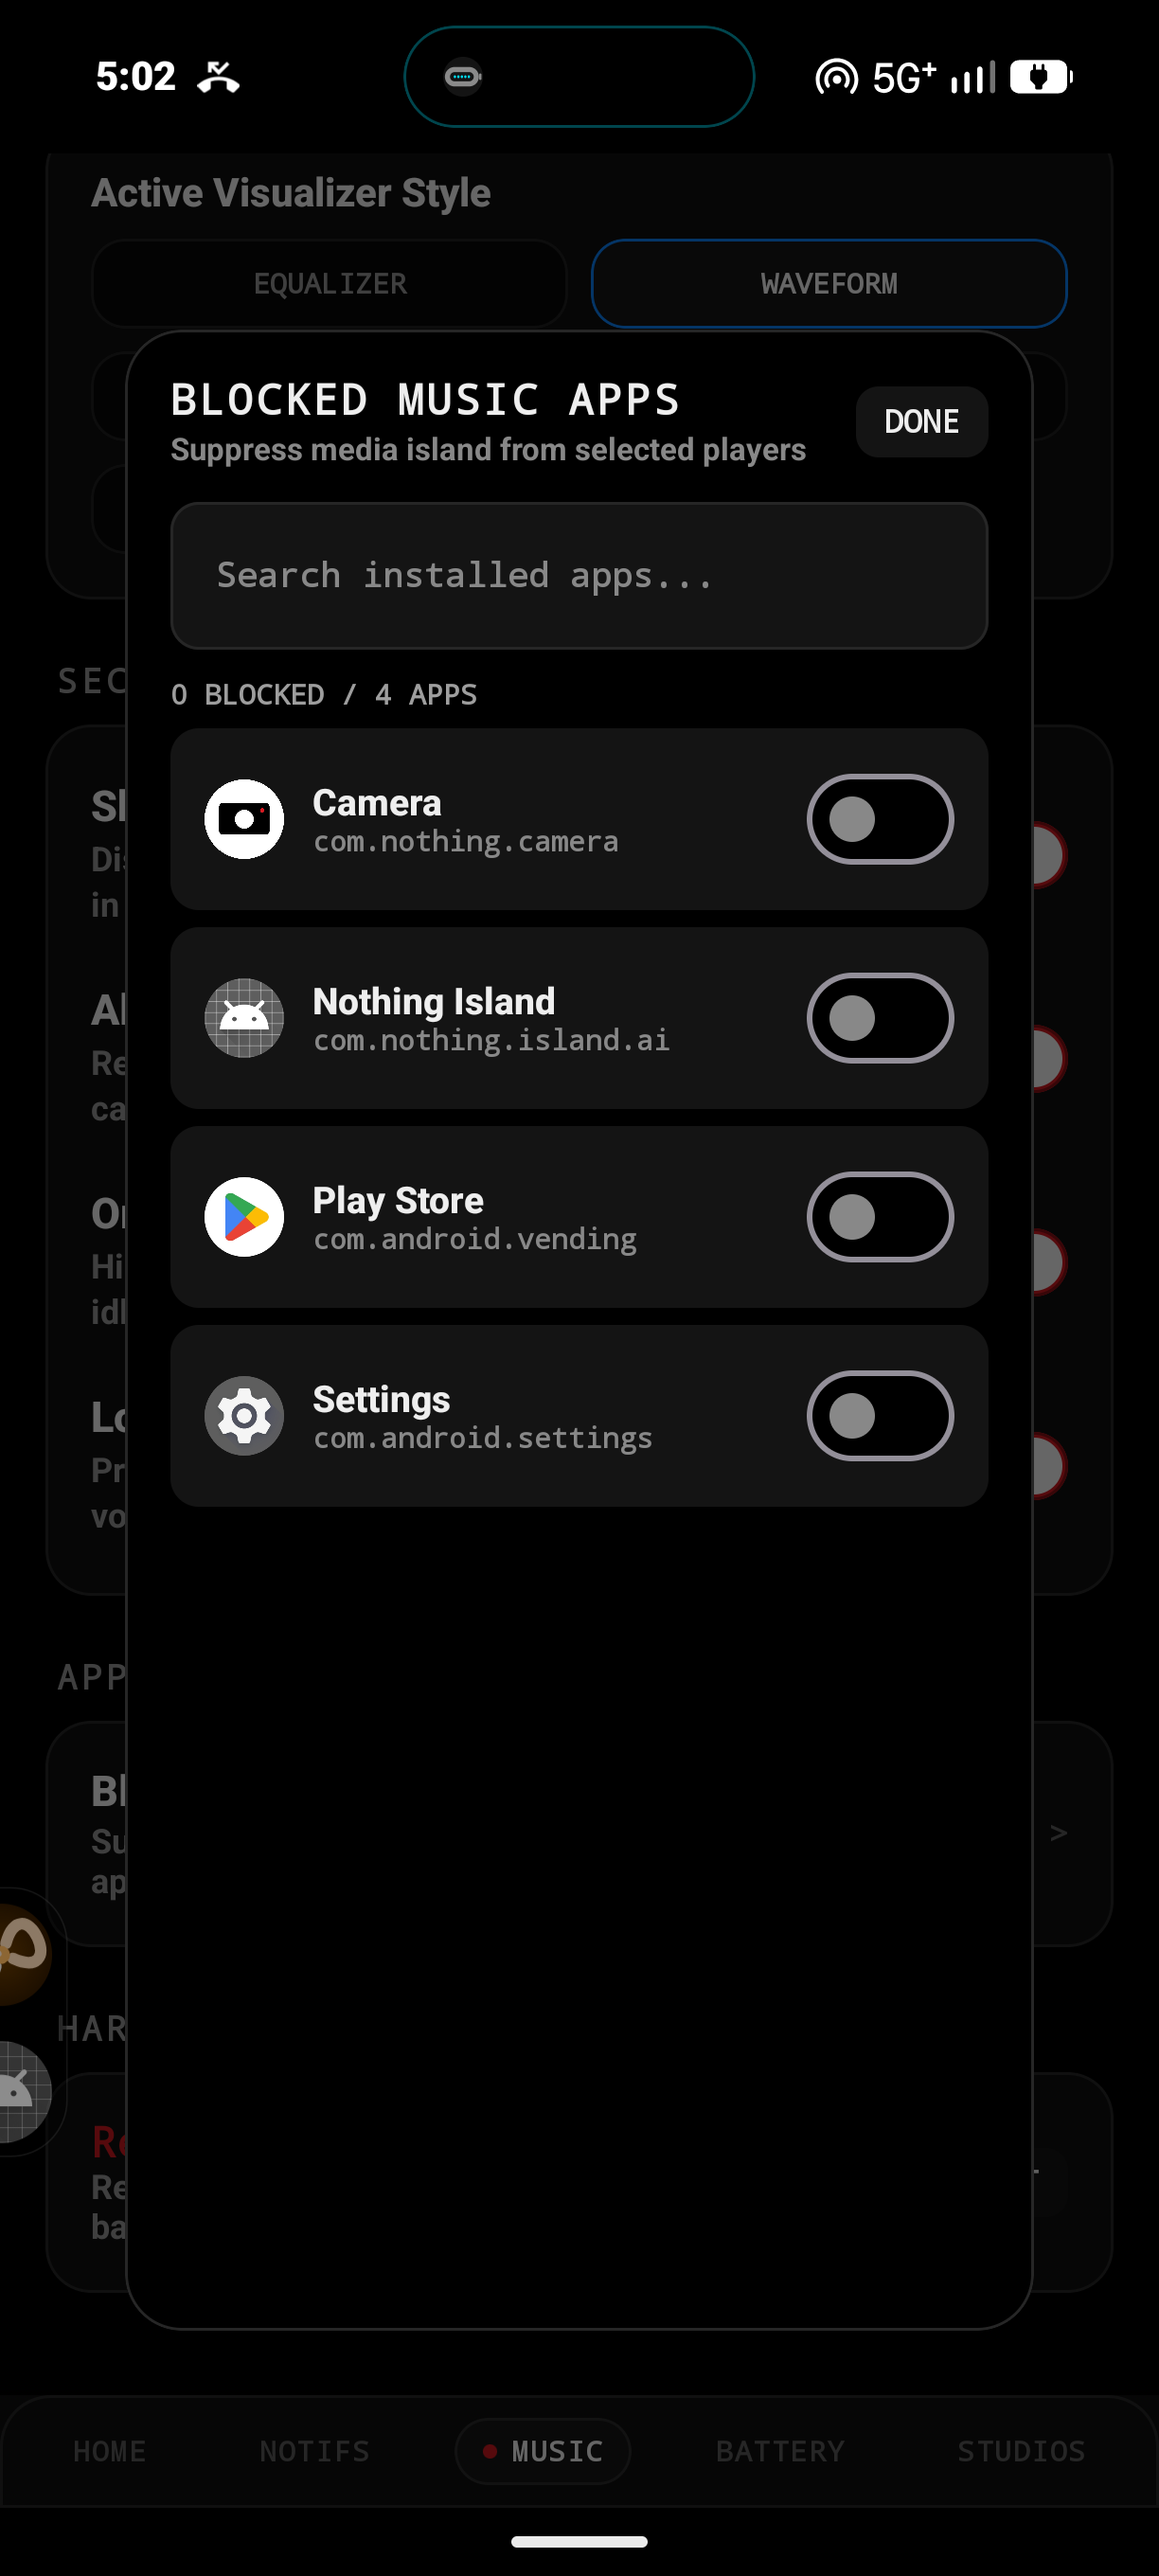 5:02
5G+
Active Visualizer Style
EQUALIZER
WAVEFORM
BLOCKED MUSIC APPS
DONE
Suppress media island from selected players
Search installed apps...
0 BLOCKED / 4 APPS
Camera
com.nothing.camera
Nothing Island
com.nothing.island.ai
Play Store
com.android.vending
Settings
com.android.settings
>
HOME
NOTIFS
MUSIC
BATTERY
STUDIOS